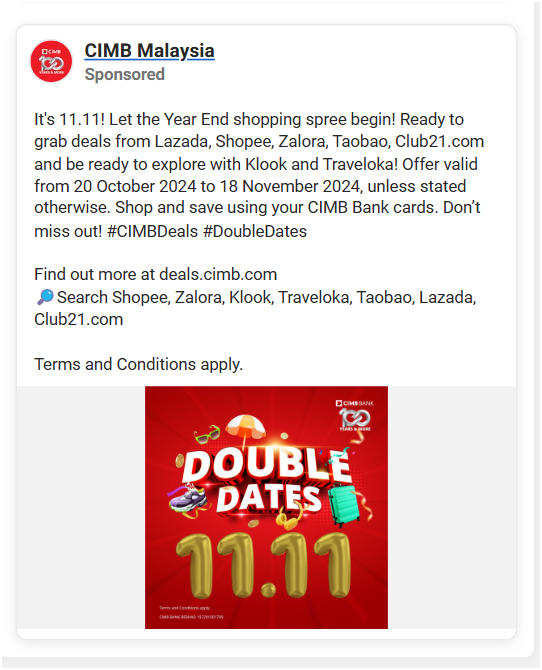 CIMB
100
YEARS & MORE
CIMB Malaysia
Sponsored
It's 11.11! Let the Year End shopping spree begin! Ready to
grab deals from Lazada, Shopee, Zalora, Taobao, Club21.com
and be ready to explore with Klook and Traveloka! Offer valid
from 20 October 2024 to 18 November 2024, unless stated
otherwise. Shop and save using your CIMB Bank cards. Don’t
miss out! #CIMBDeals #DoubleDates
Find out more at deals.cimb.com
🔎Search Shopee, Zalora, Klook, Traveloka, Taobao, Lazada,
Club21.com
Terms and Conditions apply.
CIMB BANK
100
YEARS & MORE
DOUBLE
DATES
11.11
Terms and Conditions apply.
CIMB BANK BERHAD